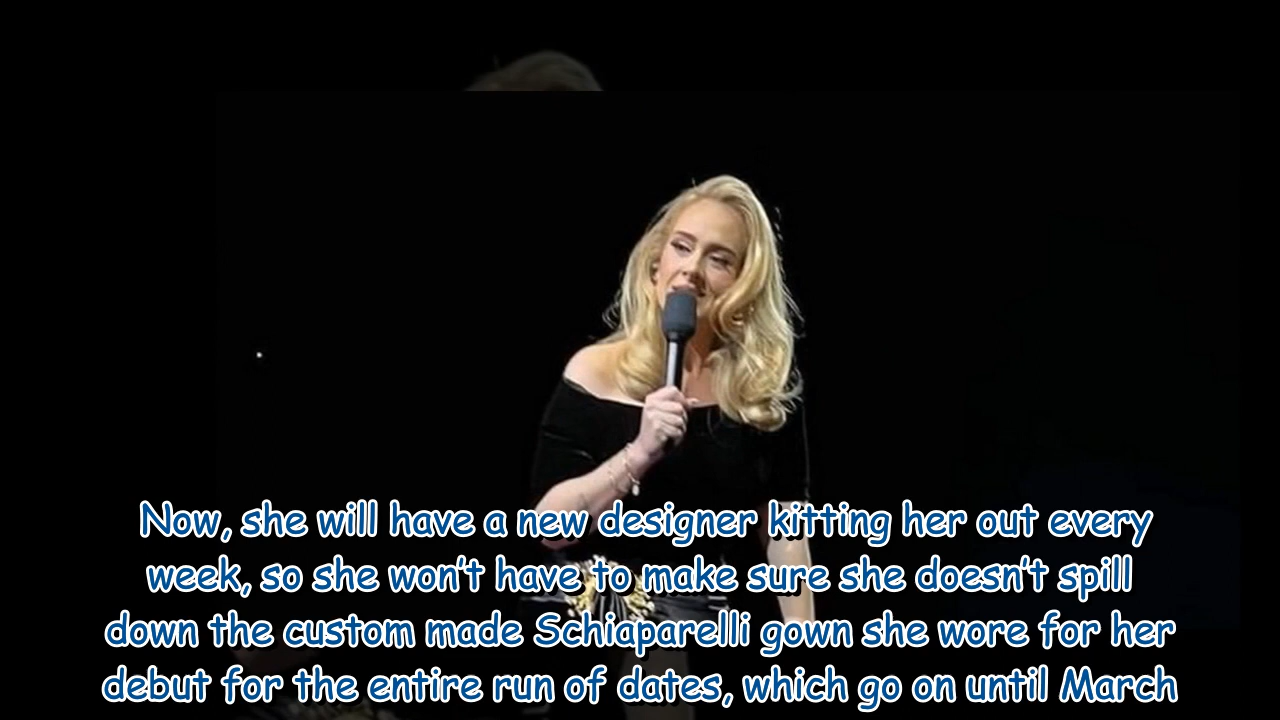 Now, she will have a new designer kitting her out every
week, so she won't have to make sure she doesn't spill
down the custom made Schiaparelli gown she wore for her
debut for the entire run of dates, which go on until March